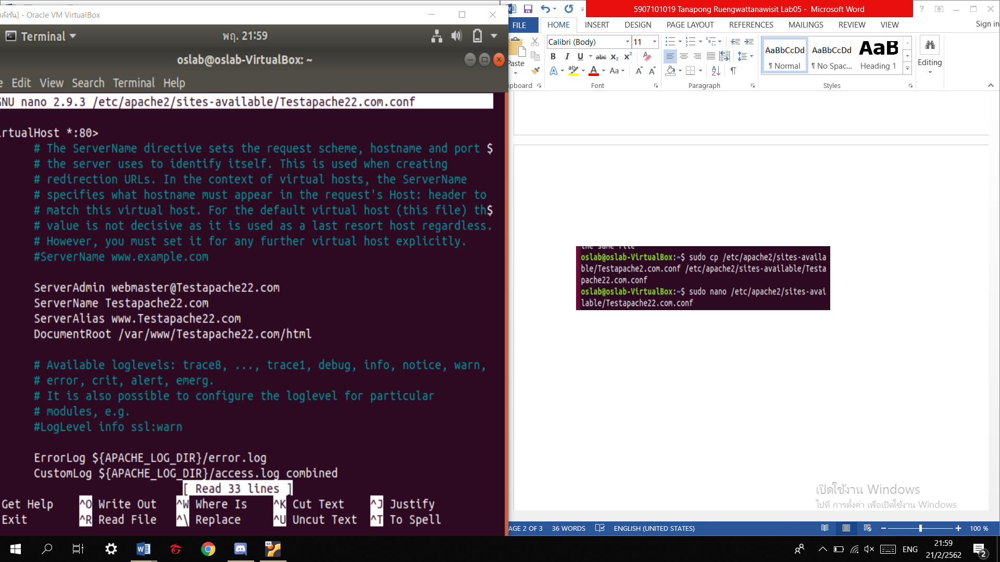 ] - Oracle VM VirtualBox
Terminal
พฤ. 21:59
oslab@oslab-VirtualBox: ~
Edit View Search Terminal Help
GNU nano 2.9.3 /etc/apache2/sites-available/Testapache22.com.conf
rtualHost *:80>
# The ServerName directive sets the request scheme, hostname and port $
# the server uses to identify itself. This is used when creating
# redirection URLs. In the context of virtual hosts, the ServerName
# specifies what hostname must appear in the request's Host: header to
# match this virtual host. For the default virtual host (this file) th$
# value is not decisive as it is used as a last resort host regardless.
# However, you must set it for any further virtual host explicitly.
#ServerName www.example.com
ServerAdmin webmaster@Testapache22.com
ServerName Testapache22.com
ServerAlias www.Testapache22.com
DocumentRoot /var/www/Testapache22.com/html
# Available loglevels: trace8, ..., trace1, debug, info, notice, warn,
# error, crit, alert, emerg.
# It is also possible to configure the loglevel for particular
# modules, e.g.
#LogLevel info ssl:warn
ErrorLog ${APACHE_LOG_DIR}/error.log
CustomLog ${APACHE_LOG_DIR}/access.log combined
[ Read 33 lines ]
Get Help ^O Write Out ^W Where Is ^K Cut Text ^J Justify
Exit ^R Read File ^\ Replace ^U Uncut Text ^T To Spell
5907101019 Tanapong Ruengwattanawisit Lab05 - Microsoft Word
FILE HOME INSERT DESIGN PAGE LAYOUT REFERENCES MAILINGS REVIEW VIEW Sign in
Paste
Calibri (Body) 11
B I U abc X₂ X²
A ab A Aa A A
AaBbCcDd AaBbCcDd AaB
¶ Normal ¶ No Spac... Heading 1
Editing
pboard Font Paragraph Styles
the same file
oslab@oslab-VirtualBox:~$ sudo cp /etc/apache2/sites-availa
ble/Testapache2.com.conf /etc/apache2/sites-available/Testa
pache22.com.conf
oslab@oslab-VirtualBox:~$ sudo nano /etc/apache2/sites-avai
lable/Testapache22.com.conf
เปิดใช้งาน Windows
ไปที่ การตั้งค่า เพื่อเปิดใช้งาน Windows
AGE 2 OF 3 36 WORDS ENGLISH (UNITED STATES) 100 %
64
ENG
21:59
21/2/2562
2